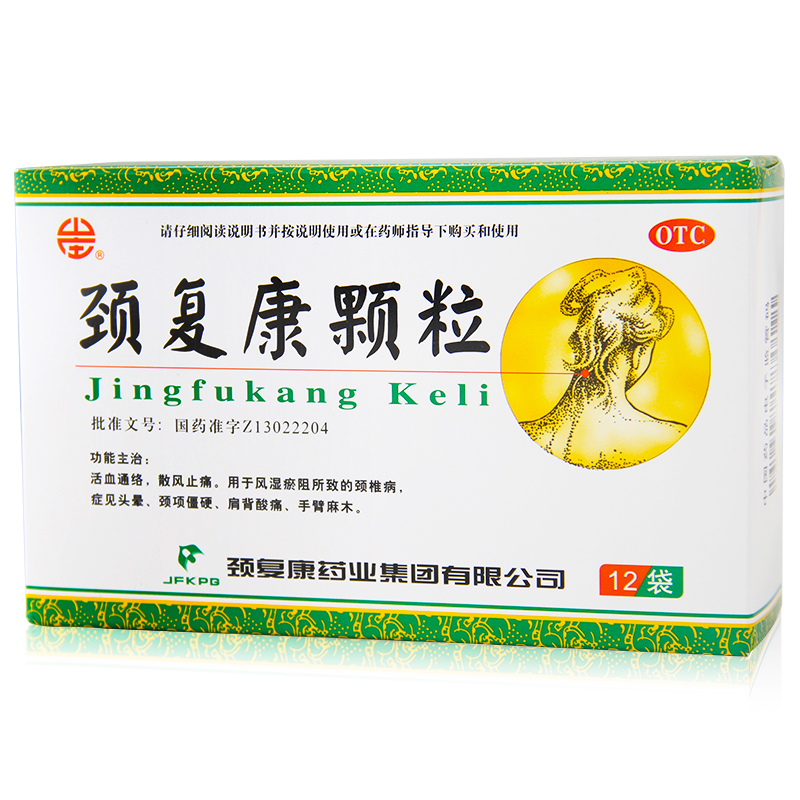 请仔细阅读说明书并按说明使用或在药师指导下购买和使用
OTC
®
颈复康颗粒
Jingfukang Keli
批准文号：国药准字Z13022204
功能主治：
活血通络，散风止痛。用于风湿瘀阻所致的颈椎病，
症见头晕、颈项僵硬、肩背酸痛、手臂麻木。
JFKPG
颈复康药业集团有限公司
12袋